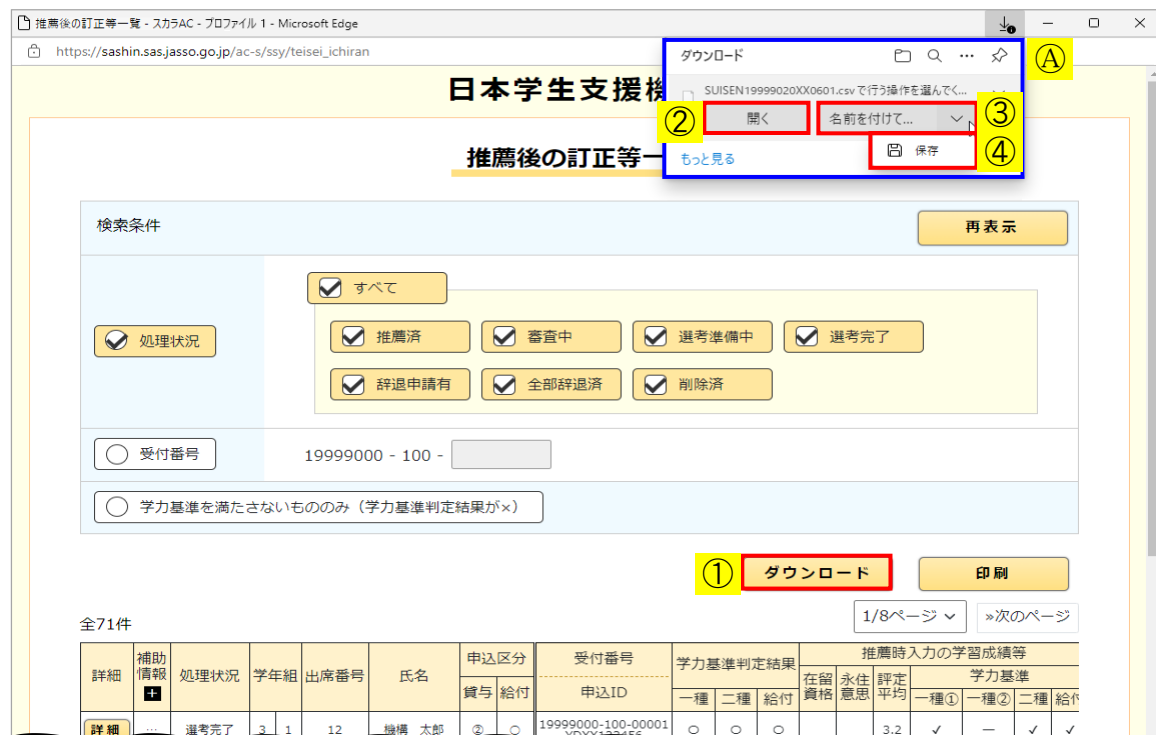 推薦後の訂正等一覧 - スカラAC - プロファイル 1 - Microsoft Edge
https://sashin.sas.jasso.go.jp/ac-s/ssy/teisei_ichiran
ダウンロード
Ⓐ
SUISEN19999020XX0601.csv で行う操作を選んでく...
② 開く 名前を付けて... ③
保存 ④
もっと見る
日本学生支援機
推薦後の訂正等一
検索条件 再表示
すべて
処理状況 推薦済 審査中 選考準備中 選考完了
辞退申請有 全部辞退済 削除済
受付番号 19999000 - 100 -
学力基準を満たさないもののみ（学力基準判定結果が×）
① ダウンロード 印刷
全71件 1/8ページ »次のページ
詳細 補助情報 + 処理状況 学年組 出席番号 氏名 申込区分 受付番号 学力基準判定結果 推薦時入力の学習成績等
貸与 給付 申込ID 一種 二種 給付 在留資格 永住意思 評定平均 学力基準
一種① 一種② 二種 給付
詳細 ... 選考完了 3 1 12 機構 太郎 ② ○ 19999000-100-00001 ○ ○ ○ 3.2 ✓ － ✓ ✓